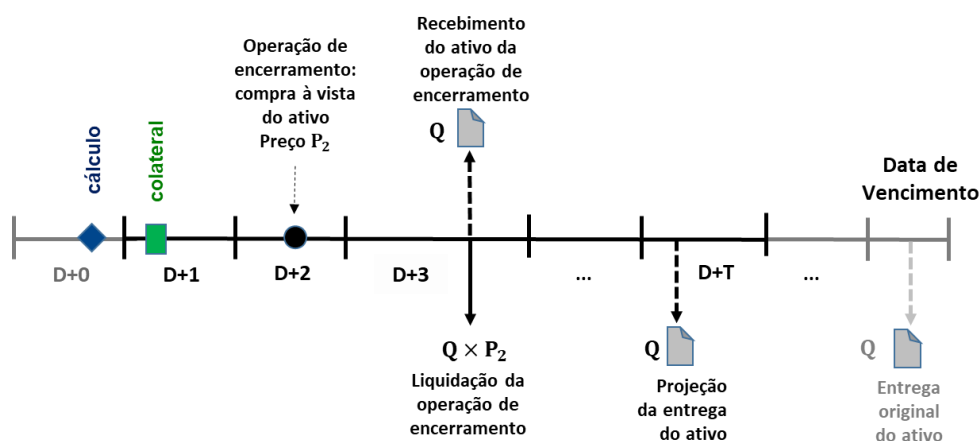 Operação de
encerramento:
compra à vista
do ativo
Preço P₂
Recebimento
do ativo da
operação de
encerramento
Q
cálculo
colateral
Data de
Vencimento
D+0
D+1
D+2
D+3
...
D+T
...
Q × P₂
Liquidação da
operação de
encerramento
Q
Projeção
da entrega
do ativo
Q
Entrega
original
do ativo